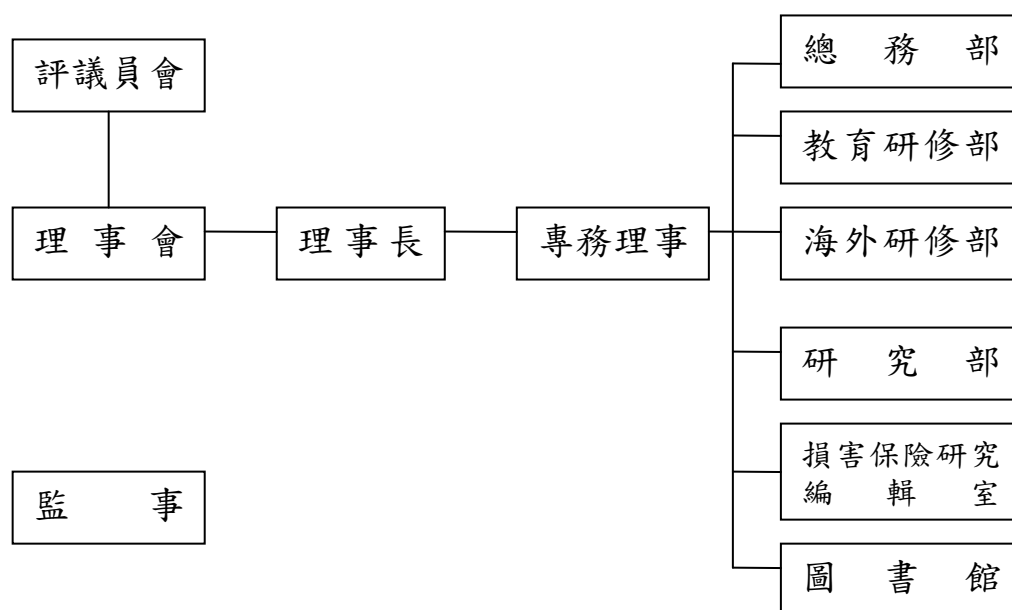 評議員會
理事會
理事長
專務理事
監事
總務部
教育研修部
海外研修部
研究部
損害保險研究
編輯室
圖書館